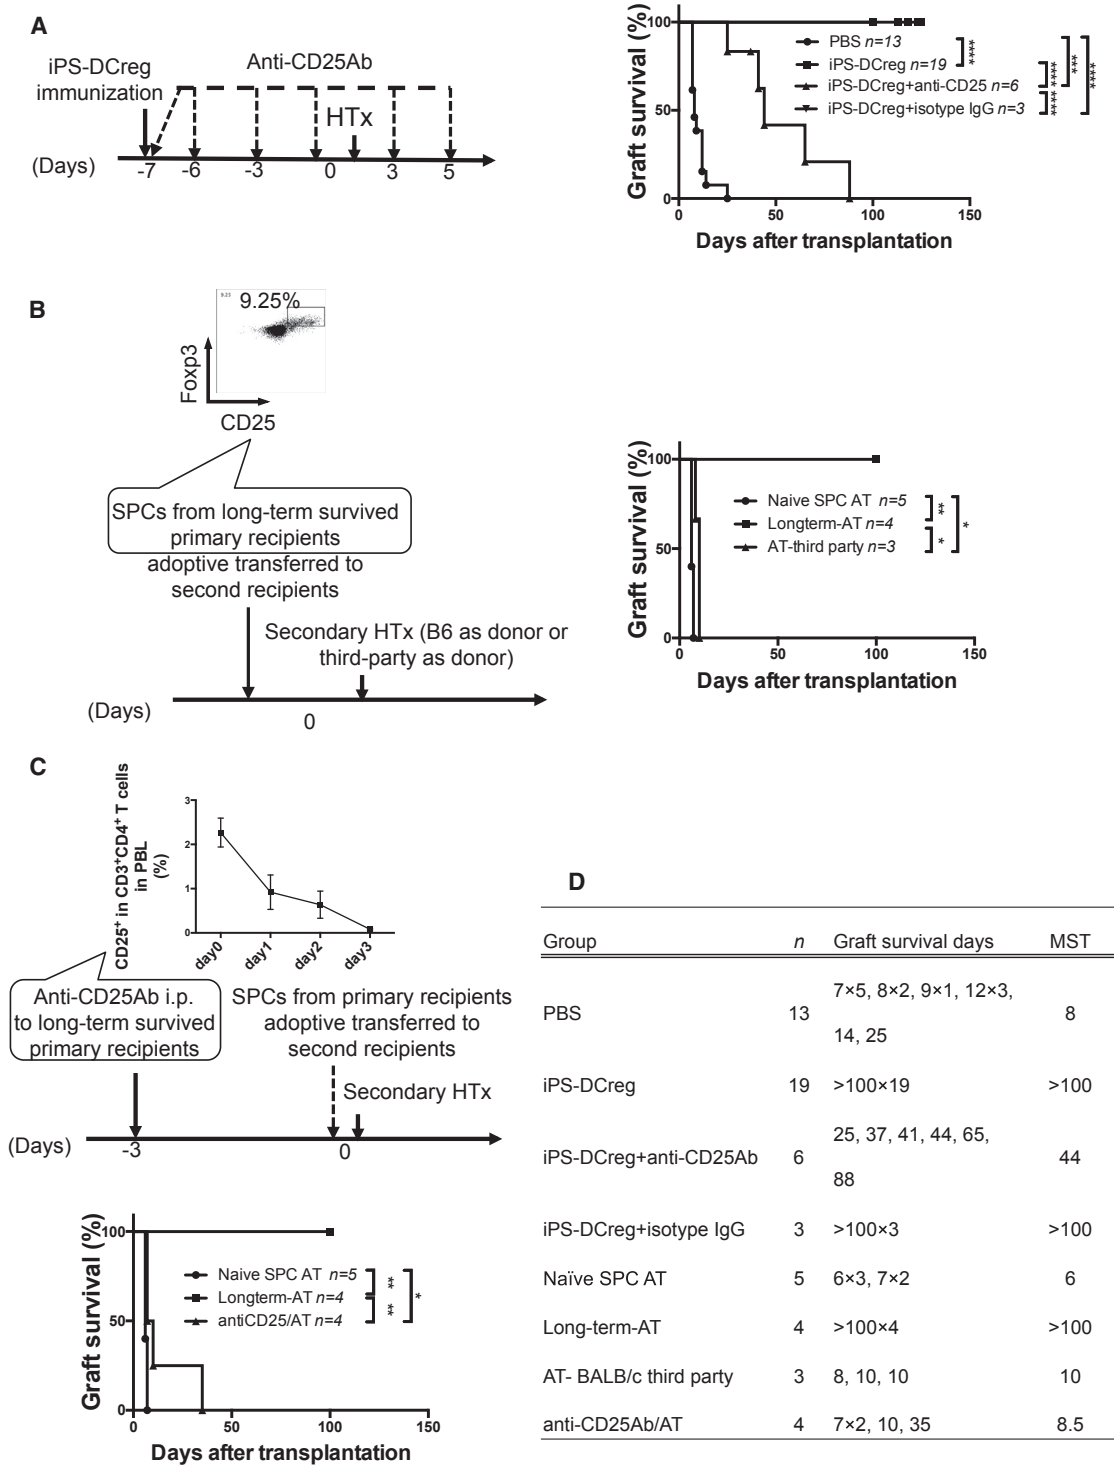 A
iPS-DCreg
immunization
Anti-CD25Ab
HTx
(Days)
-7 -6 -3 0 3 5
Graft survival (%)
100
50
0
0 50 100 150
Days after transplantation
PBS n=13
iPS-DCreg n=19
iPS-DCreg+anti-CD25 n=6
iPS-DCreg+isotype IgG n=3
****
****
****
***
****
B
9.25
9.25%
Foxp3
CD25
SPCs from long-term survived
primary recipients
adoptive transferred to
second recipients
Secondary HTx (B6 as donor or
third-party as donor)
(Days)
0
Graft survival (%)
100
50
0
0 50 100 150
Days after transplantation
Naive SPC AT n=5
Longterm-AT n=4
AT-third party n=3
**
*
*
C
CD25+ in CD3+CD4+ T cells
in PBL
(%)
3
2
1
0
day0 day1 day2 day3
Anti-CD25Ab i.p.
to long-term survived
primary recipients
SPCs from primary recipients
adoptive transferred to
second recipients
Secondary HTx
(Days)
-3 0
Graft survival (%)
100
50
0
0 50 100 150
Days after transplantation
Naive SPC AT n=5
Longterm-AT n=4
antiCD25/AT n=4
**
**
*
D
Group n Graft survival days MST
PBS 13 7×5, 8×2, 9×1, 12×3, 14, 25 8
iPS-DCreg 19 >100×19 >100
iPS-DCreg+anti-CD25Ab 6 25, 37, 41, 44, 65, 88 44
iPS-DCreg+isotype IgG 3 >100×3 >100
Naïve SPC AT 5 6×3, 7×2 6
Long-term-AT 4 >100×4 >100
AT- BALB/c third party 3 8, 10, 10 10
anti-CD25Ab/AT 4 7×2, 10, 35 8.5